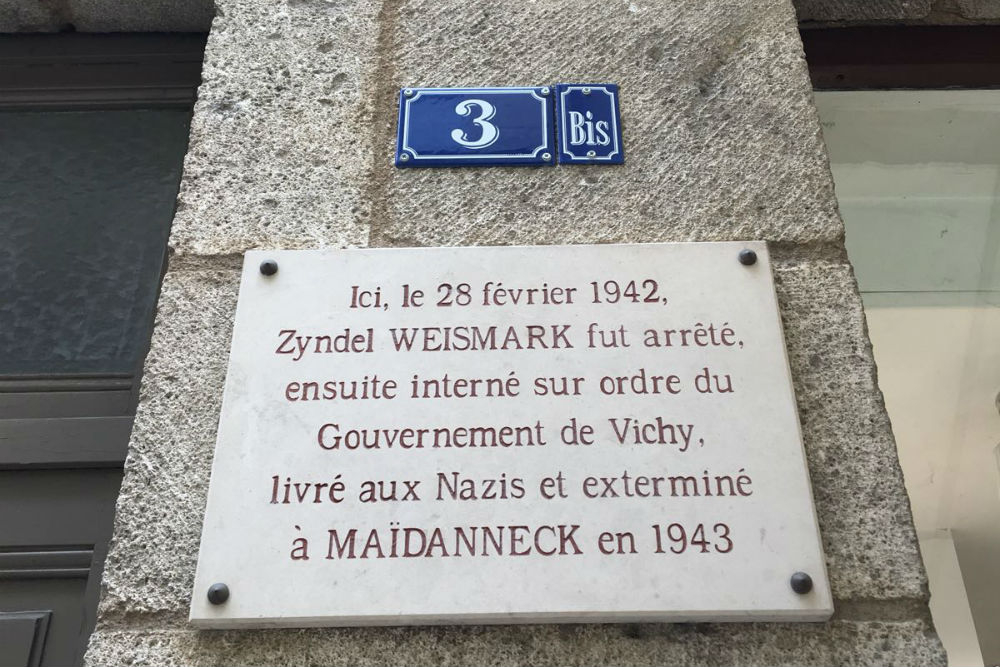 3 Bis
Ici, le 28 février 1942,
Zyndel WEISMARK fut arrêté,
ensuite interné sur ordre du
Gouvernement de Vichy,
livré aux Nazis et exterminé
à MAÏDANNECK en 1943